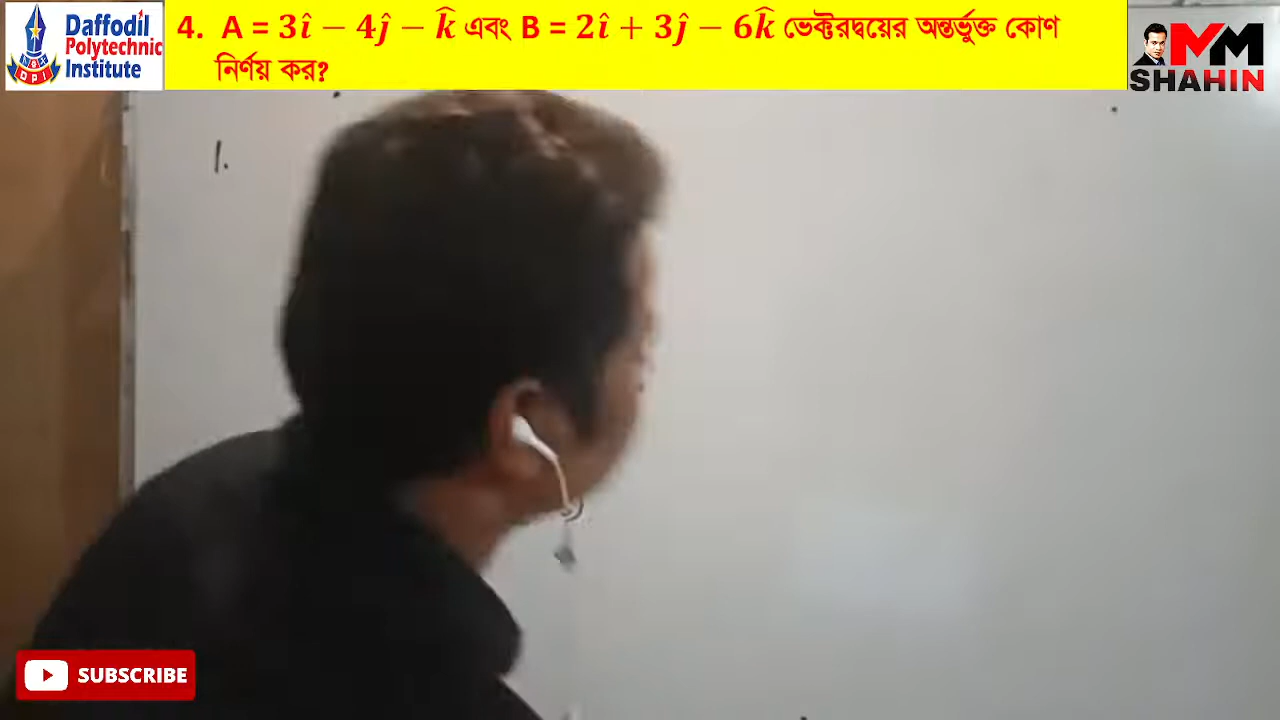 Daffodil
Polytechnic
Institute
DPI
4. A = 3î − 4ĵ − k̂ এবং B = 2î + 3ĵ − 6k̂ ভেক্টরদ্বয়ের অন্তর্ভুক্ত কোণ
নির্ণয় কর?
MM
SHAHIN
1.
SUBSCRIBE